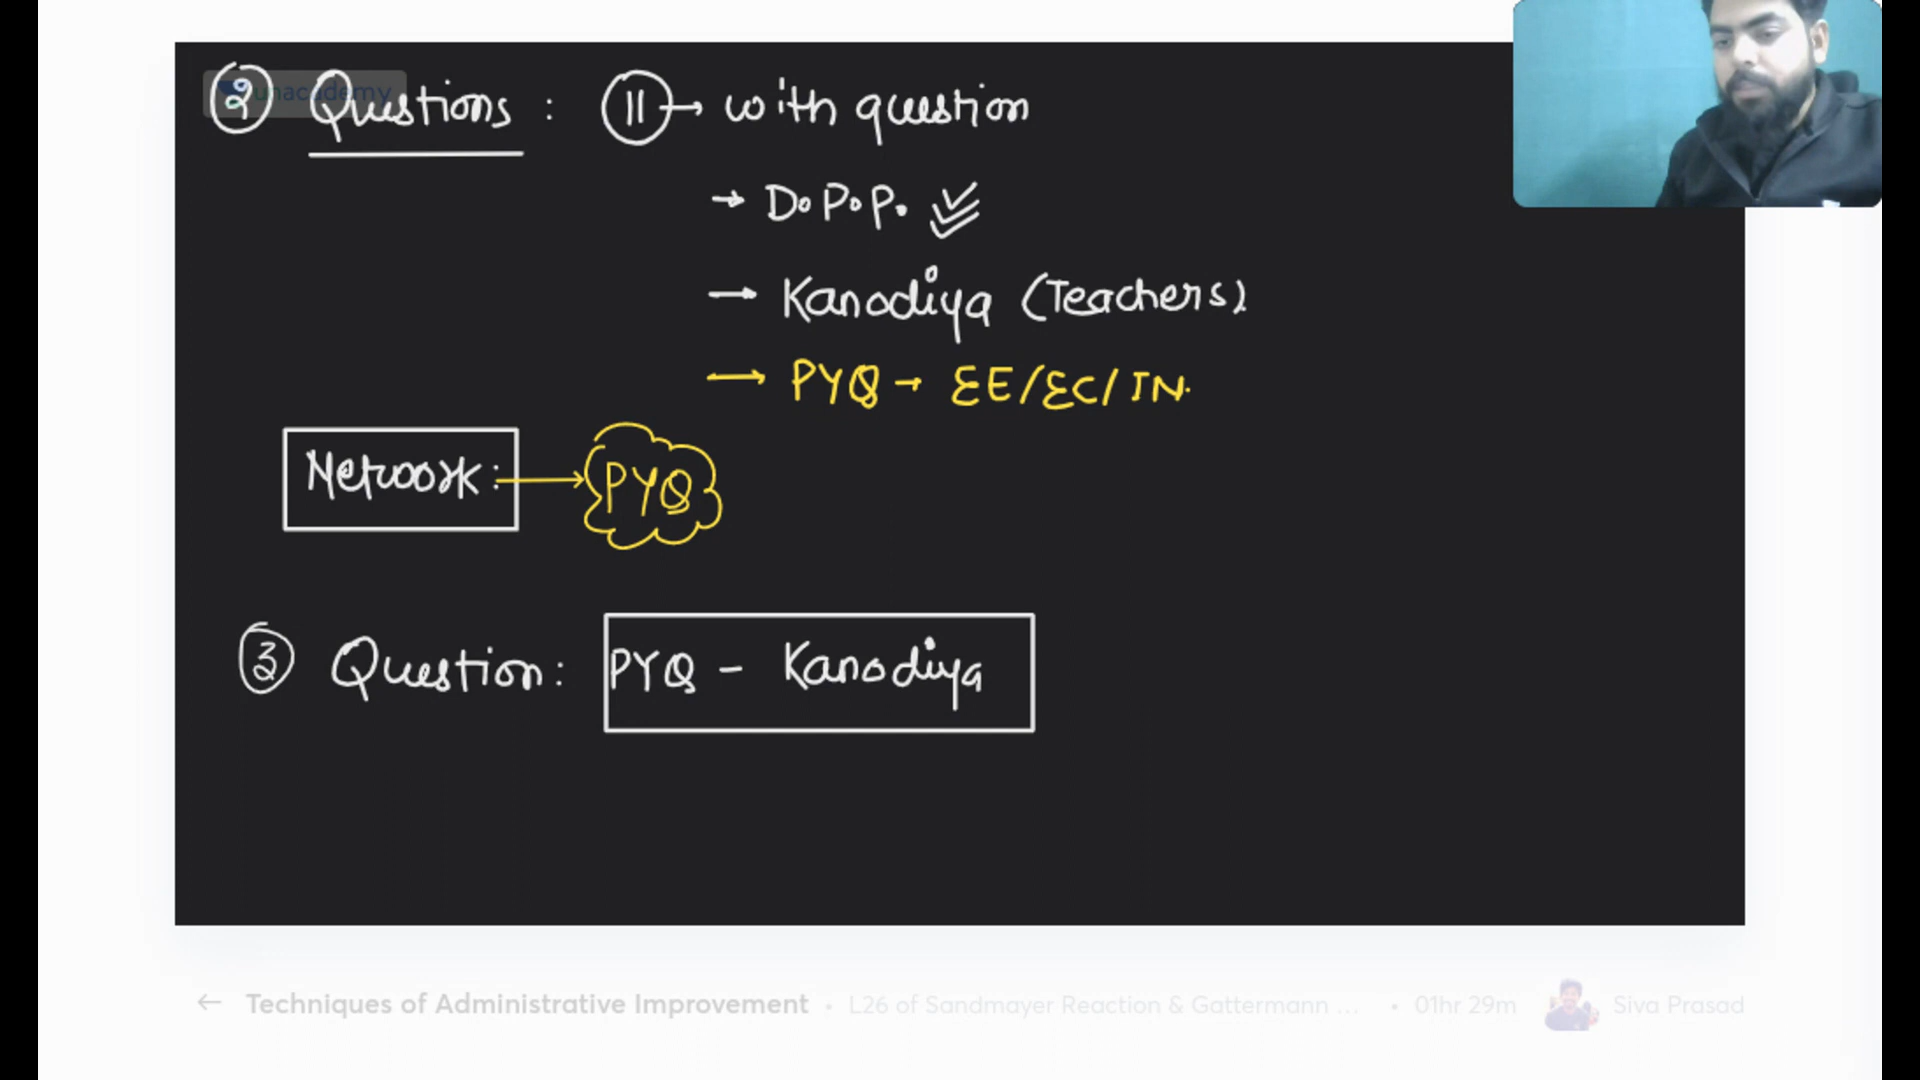 ② Questions : ⑪ → with question
unacademy
→ D.P.P.
→ Kanodiya (Teachers).
→ PYQ → EE/EC/IN.
Network: → PYQ
③ Question: PYQ - Kanodiya
← Techniques of Administrative Improvement • L26 of Sandmayer Reaction & Gattermann ... • 01hr 29m Siva Prasad